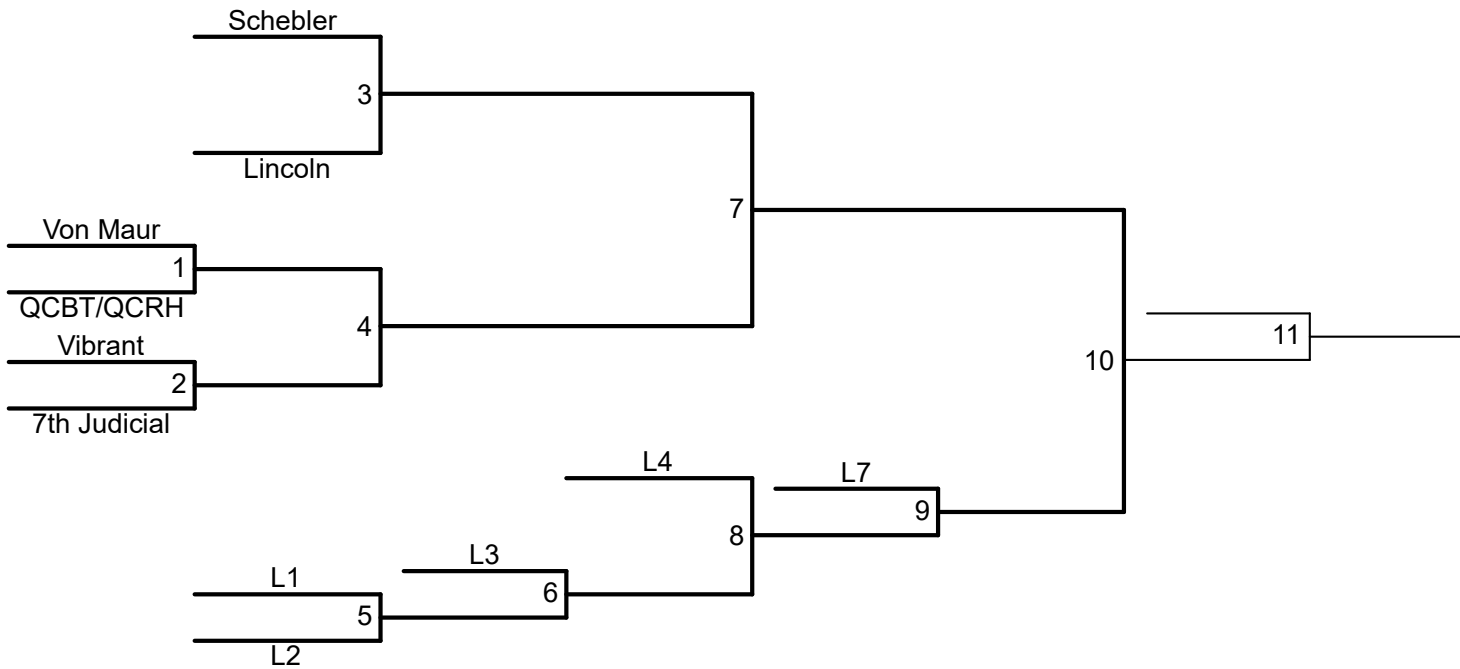 Schebler
3
Lincoln
7
Von Maur
1
QCBT/QCRH
4
Vibrant
2
7th Judicial
10
11
L4
L7
9
8
L3
6
L1
5
L2